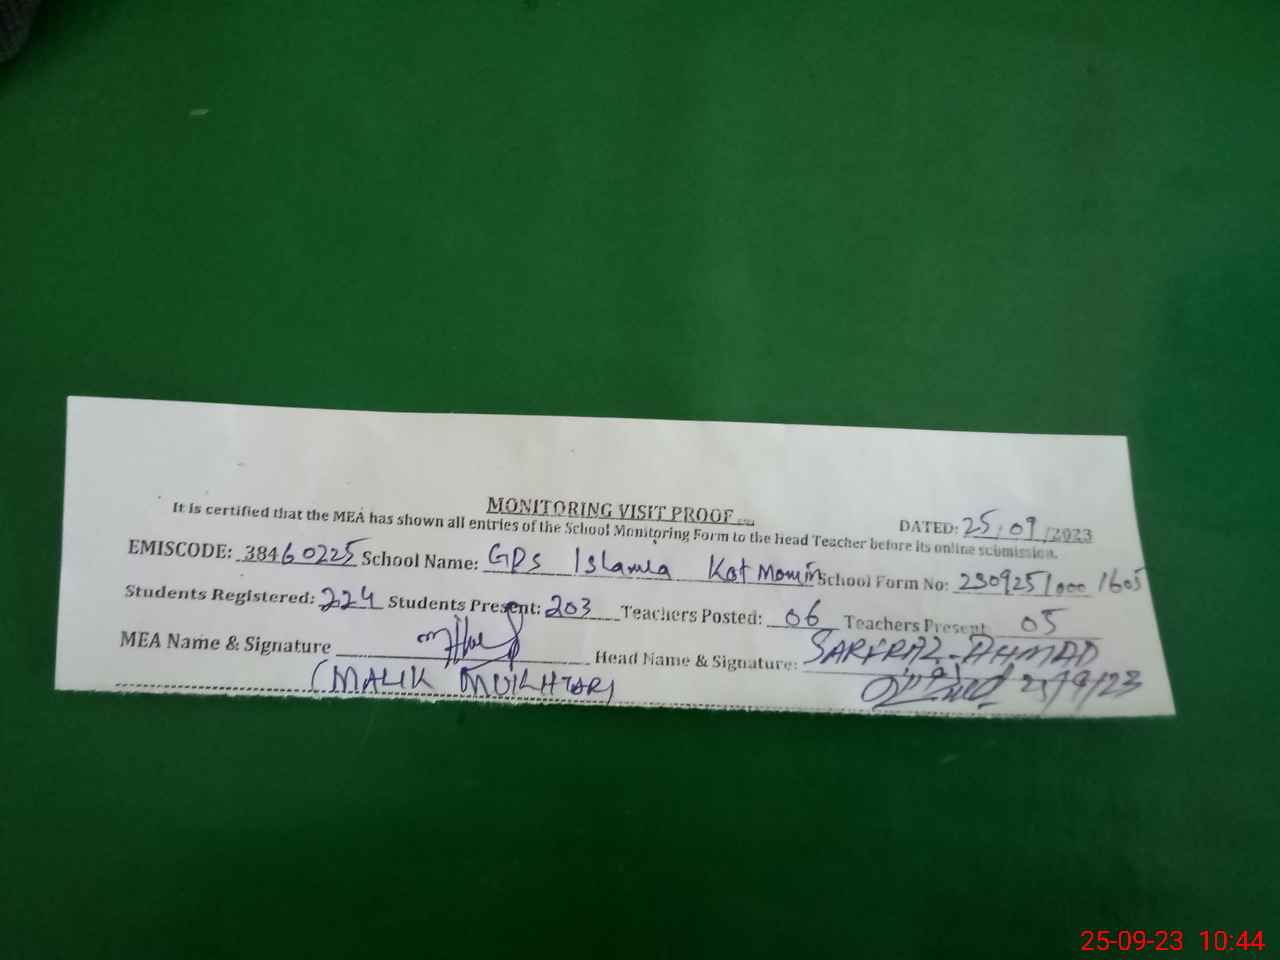 MONITORING VISIT PROOF
DATED: 25/09/2023
It is certified that the MEA has shown all entries of the School Monitoring Form to the head Teacher before its online submission.
EMISCODE: 38460225 School Name: GPS Islamia Kot Momin School Form No: 2309251000 1605
Students Registered: 224 Students Present: 203 Teachers Posted: 06 Teachers Present 05
MEA Name & Signature Head Name & Signature: SARFRAZ AHMAD
(MALIK MUKHTAR) 25/9/23
25-09-23 10:44